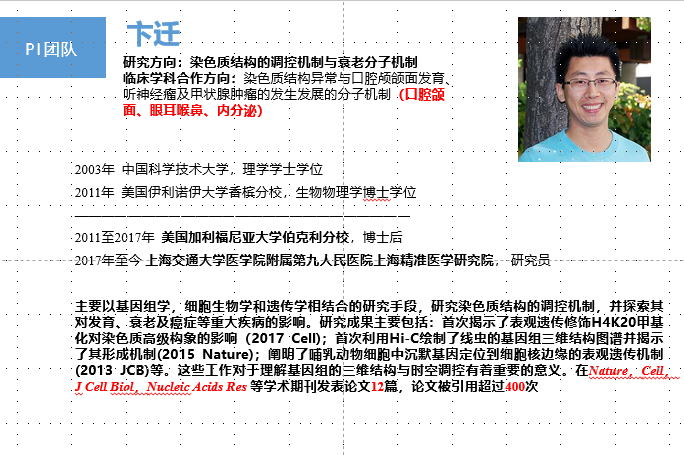 PI团队
卞迁
研究方向：染色质结构的调控机制与衰老分子机制
临床学科合作方向：染色质结构异常与口腔颅颌面发育、
听神经瘤及甲状腺肿瘤的发生发展的分子机制（口腔颌
面、眼耳喉鼻、内分泌）
2003年 中国科学技术大学，理学学士学位
2011年 美国伊利诺伊大学香槟分校，生物物理学博士学位
2011至2017年 美国加利福尼亚大学伯克利分校，博士后
2017年至今 上海交通大学医学院附属第九人民医院上海精准医学研究院， 研究员
主要以基因组学，细胞生物学和遗传学相结合的研究手段，研究染色质结构的调控机制，并探索其
对发育、衰老及癌症等重大疾病的影响。研究成果主要包括：首次揭示了表观遗传修饰H4K20甲基
化对染色质高级构象的影响（2017 Cell)；首次利用Hi-C绘制了线虫的基因组三维结构图谱并揭示
了其形成机制(2015 Nature)；阐明了哺乳动物细胞中沉默基因定位到细胞核边缘的表观遗传机制
(2013 JCB)等。这些工作对于理解基因组的三维结构与时空调控有着重要的意义。在Nature，Cell，
J Cell Biol，Nucleic Acids Res 等学术期刊发表论文12篇，论文被引用超过400次